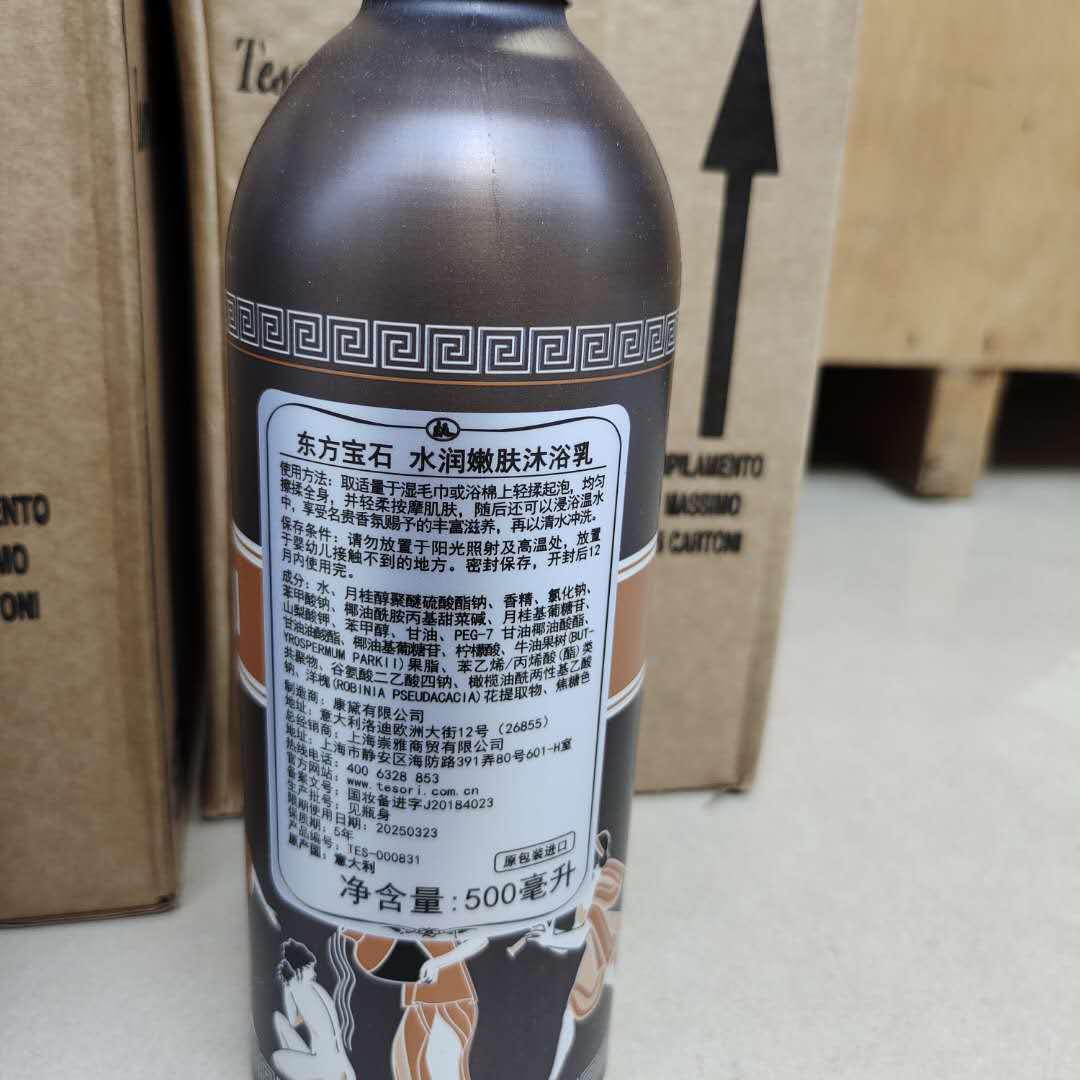 Tes
东方宝石 水润嫩肤沐浴乳
使用方法：取适量于湿毛巾或浴棉上轻揉起泡，均匀
擦揉全身，并轻柔按摩肌肤，随后还可以浸浴温水
中，享受名贵香氛赐予的丰富滋养，再以清水冲洗。
保存条件：请勿放置于阳光照射及高温处，放置
于婴幼儿接触不到的地方。密封保存，开封后12
月内使用完。
成分：水、月桂醇聚醚硫酸酯钠、香精、氯化钠、
苯甲酸钠、椰油酰胺丙基甜菜碱、月桂基葡糖苷、
山梨酸钾、苯甲醇、甘油、PEG-7 甘油椰油酸酯、
甘油油酸酯、椰油基葡糖苷、柠檬酸、牛油果树(BUT-
YROSPERMUM PARKII)果脂、苯乙烯/丙烯酸(酯)类
共聚物、谷氨酸二乙酸四钠、橄榄油酰两性基乙酸
钠、洋槐(ROBINIA PSEUDACACIA)花提取物、焦糖色
制造商：康黛有限公司
地址：意大利洛迪欧洲大街12号（26855）
总经销商：上海崇雅商贸有限公司
地址：上海市静安区海防路391弄80号601-H室
热线电话：400 6328 853
官方网站：www.tesori.com.cn
备案文号：国妆备进字J20184023
生产批号：见瓶身
限期使用日期：20250323
保质期：5年
产品编号：TES-000831
原产国：意大利
原包装进口
净含量:500毫升
PILAMENTO
MASSIMO
CARTONI
ENTO
MO
TONI